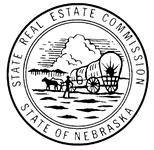 STATE REAL ESTATE COMMISSION
STATE OF NEBRASKA